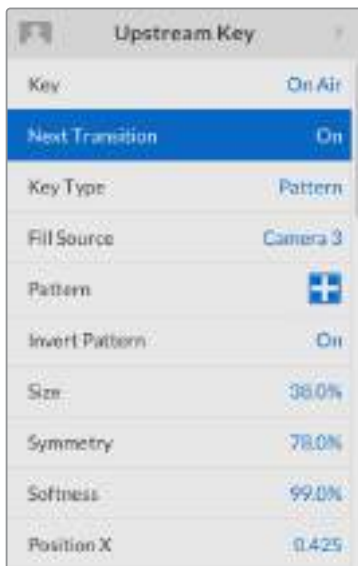 Upstream Key
Key On Air
Next Transition On
Key Type Pattern
Fill Source Camera 3
Pattern
Invert Pattern On
Size 38.0%
Symmetry 78.0%
Softness 99.0%
Position X 0.425